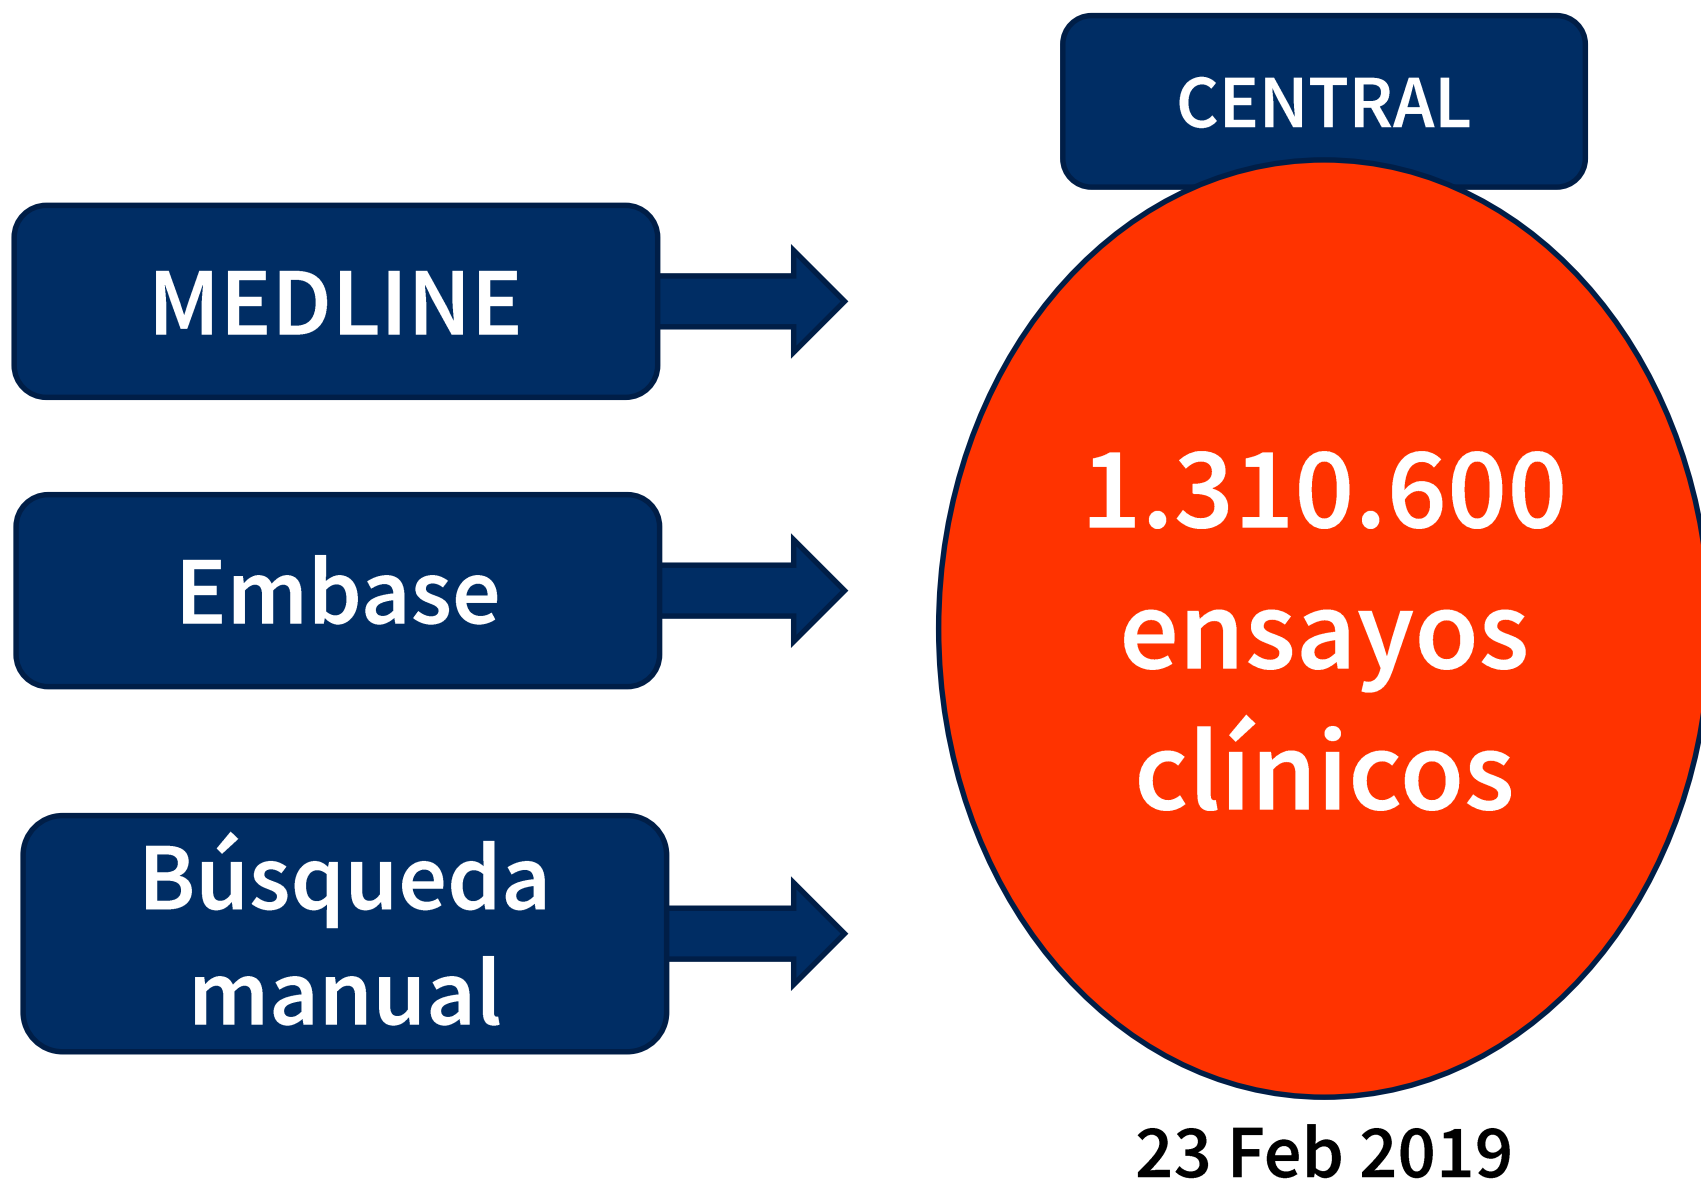 CENTRAL
MEDLINE
Embase
Búsqueda
manual
1.310.600
ensayos
clínicos
23 Feb 2019